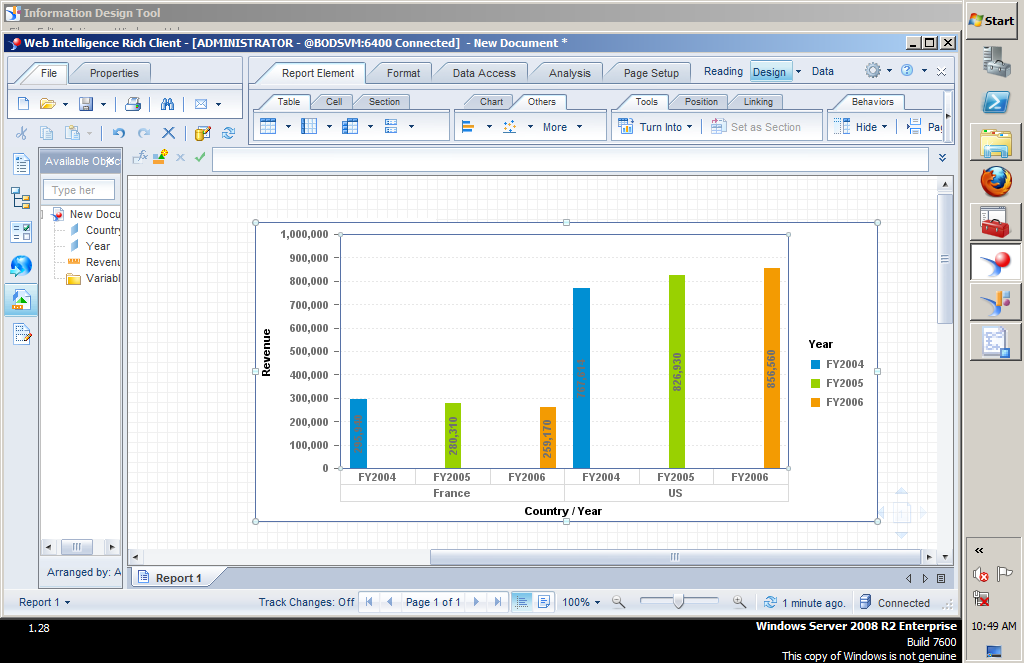 Information Design Tool
Start
Web Intelligence Rich Client - [ADMINISTRATOR - @BODSVM:6400 Connected] - New Document *
File Properties
Report Element Format Data Access Analysis Page Setup Reading Design Data
Table Cell Section Chart Others Tools Position Linking Behaviors
More Turn Into Set as Section Hide Pag
Available Objec
Type her
New Docu
Country
Year
Revenu
Variabl
Arranged by: A
1,000,000
900,000
800,000
700,000
600,000
500,000
400,000
300,000
200,000
100,000
0
Revenue
280,310
259,170
826,930
856,560
FY2004 FY2005 FY2006 FY2004 FY2005 FY2006
France US
Country / Year
Year
FY2004
FY2005
FY2006
Report 1
Report 1 Track Changes: Off Page 1 of 1 100% 1 minute ago. Connected
10:49 AM
1.28
Windows Server 2008 R2 Enterprise
Build 7600
This copy of Windows is not genuine